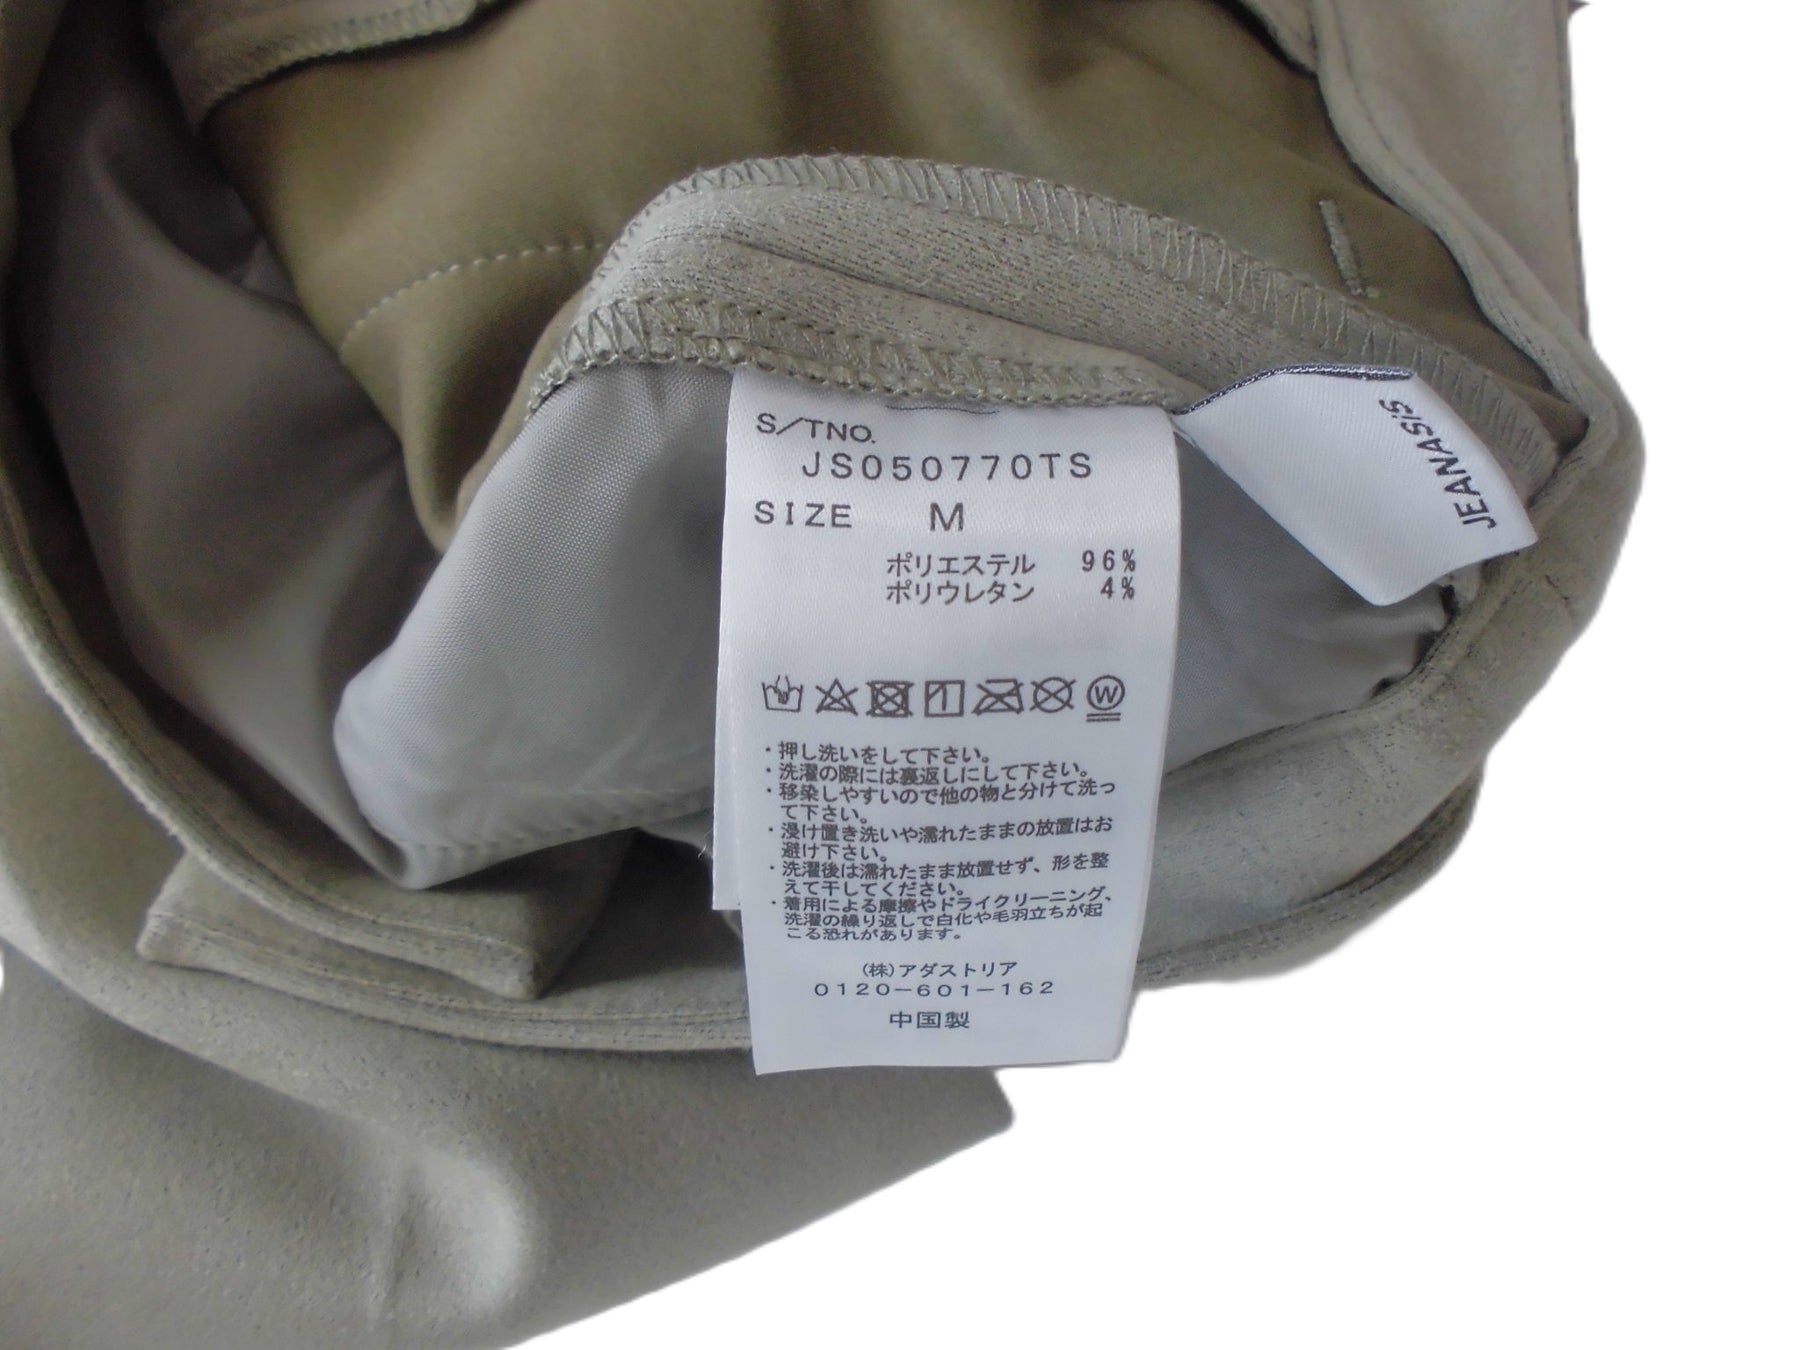 S/TNO.
JS050770TS
SIZE M
ポリエステル 96%
ポリウレタン 4%
・押し洗いをして下さい。
・洗濯の際には裏返しにして下さい。
・移染しやすいので他の物と分けて洗っ
て下さい。
・浸け置き洗いや濡れたままの放置はお
避け下さい。
・洗濯後は濡れたまま放置せず、形を整
えて干してください。
・着用による摩擦やドライクリーニング、
洗濯の繰り返しで白化や毛羽立ちが起
こる恐れがあります。
(株)アダストリア
0120-601-162
中国製
JEANASiS